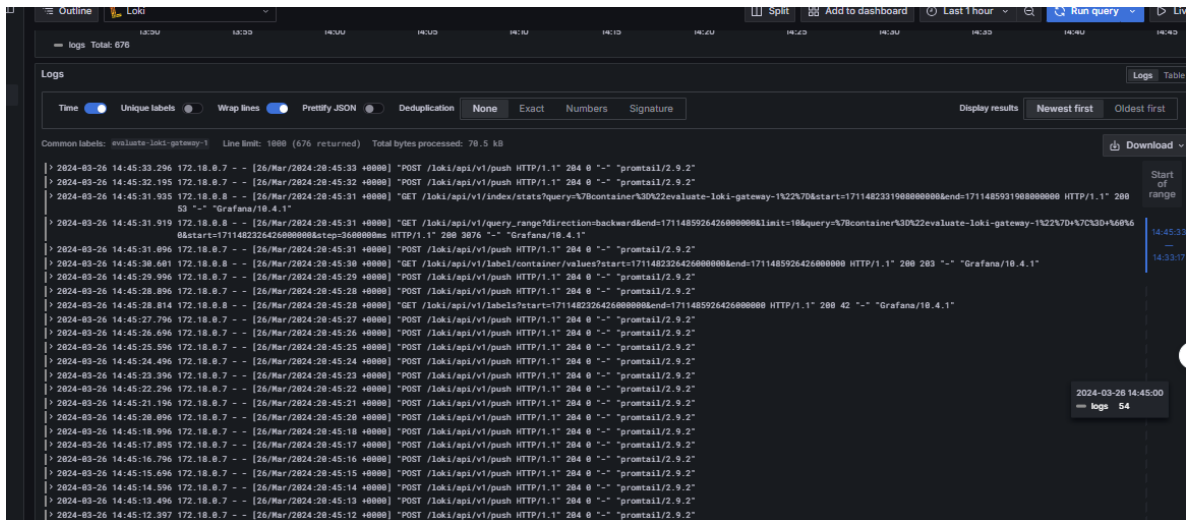 Outline Loki Split Add to dashboard Last 1 hour Run query Liv
13:50 13:55 14:00 14:05 14:10 14:15 14:20 14:25 14:30 14:35 14:40 14:45
logs Total: 676
Logs Logs Table
Time Unique labels Wrap lines Prettify JSON Deduplication None Exact Numbers Signature Display results Newest first Oldest first
Common labels: evaluate-loki-gateway-1 Line limit: 1000 (676 returned) Total bytes processed: 70.5 kB Download
Start
of
range
> 2024-03-26 14:45:33.296 172.18.0.7 - - [26/Mar/2024:20:45:33 +0000] "POST /loki/api/v1/push HTTP/1.1" 204 0 "-" "promtail/2.9.2"
> 2024-03-26 14:45:32.195 172.18.0.7 - - [26/Mar/2024:20:45:32 +0000] "POST /loki/api/v1/push HTTP/1.1" 204 0 "-" "promtail/2.9.2"
> 2024-03-26 14:45:31.935 172.18.0.8 - - [26/Mar/2024:20:45:31 +0000] "GET /loki/api/v1/index/stats?query=%7Bcontainer%3D%22evaluate-loki-gateway-1%22%7D&start=1711482331908000000&end=1711485931908000000 HTTP/1.1" 200
53 "-" "Grafana/10.4.1"
> 2024-03-26 14:45:31.919 172.18.0.8 - - [26/Mar/2024:20:45:31 +0000] "GET /loki/api/v1/query_range?direction=backward&end=1711485926426000000&limit=10&query=%7Bcontainer%3D%22evaluate-loki-gateway-1%22%7D+%7C%3D+%60%6
0&start=1711482326426000000&step=3600000ms HTTP/1.1" 200 3076 "-" "Grafana/10.4.1"
> 2024-03-26 14:45:31.096 172.18.0.7 - - [26/Mar/2024:20:45:31 +0000] "POST /loki/api/v1/push HTTP/1.1" 204 0 "-" "promtail/2.9.2"
> 2024-03-26 14:45:30.601 172.18.0.8 - - [26/Mar/2024:20:45:30 +0000] "GET /loki/api/v1/label/container/values?start=1711482326426000000&end=1711485926426000000 HTTP/1.1" 200 203 "-" "Grafana/10.4.1"
> 2024-03-26 14:45:29.996 172.18.0.7 - - [26/Mar/2024:20:45:29 +0000] "POST /loki/api/v1/push HTTP/1.1" 204 0 "-" "promtail/2.9.2"
> 2024-03-26 14:45:28.896 172.18.0.7 - - [26/Mar/2024:20:45:28 +0000] "POST /loki/api/v1/push HTTP/1.1" 204 0 "-" "promtail/2.9.2"
> 2024-03-26 14:45:28.814 172.18.0.8 - - [26/Mar/2024:20:45:28 +0000] "GET /loki/api/v1/labels?start=1711482326426000000&end=1711485926426000000 HTTP/1.1" 200 42 "-" "Grafana/10.4.1"
> 2024-03-26 14:45:27.796 172.18.0.7 - - [26/Mar/2024:20:45:27 +0000] "POST /loki/api/v1/push HTTP/1.1" 204 0 "-" "promtail/2.9.2"
> 2024-03-26 14:45:26.696 172.18.0.7 - - [26/Mar/2024:20:45:26 +0000] "POST /loki/api/v1/push HTTP/1.1" 204 0 "-" "promtail/2.9.2"
> 2024-03-26 14:45:25.596 172.18.0.7 - - [26/Mar/2024:20:45:25 +0000] "POST /loki/api/v1/push HTTP/1.1" 204 0 "-" "promtail/2.9.2"
> 2024-03-26 14:45:24.496 172.18.0.7 - - [26/Mar/2024:20:45:24 +0000] "POST /loki/api/v1/push HTTP/1.1" 204 0 "-" "promtail/2.9.2"
> 2024-03-26 14:45:23.396 172.18.0.7 - - [26/Mar/2024:20:45:23 +0000] "POST /loki/api/v1/push HTTP/1.1" 204 0 "-" "promtail/2.9.2"
> 2024-03-26 14:45:22.296 172.18.0.7 - - [26/Mar/2024:20:45:22 +0000] "POST /loki/api/v1/push HTTP/1.1" 204 0 "-" "promtail/2.9.2"
> 2024-03-26 14:45:21.196 172.18.0.7 - - [26/Mar/2024:20:45:21 +0000] "POST /loki/api/v1/push HTTP/1.1" 204 0 "-" "promtail/2.9.2"
> 2024-03-26 14:45:20.096 172.18.0.7 - - [26/Mar/2024:20:45:20 +0000] "POST /loki/api/v1/push HTTP/1.1" 204 0 "-" "promtail/2.9.2"
> 2024-03-26 14:45:18.996 172.18.0.7 - - [26/Mar/2024:20:45:18 +0000] "POST /loki/api/v1/push HTTP/1.1" 204 0 "-" "promtail/2.9.2"
> 2024-03-26 14:45:17.895 172.18.0.7 - - [26/Mar/2024:20:45:17 +0000] "POST /loki/api/v1/push HTTP/1.1" 204 0 "-" "promtail/2.9.2"
> 2024-03-26 14:45:16.796 172.18.0.7 - - [26/Mar/2024:20:45:16 +0000] "POST /loki/api/v1/push HTTP/1.1" 204 0 "-" "promtail/2.9.2"
> 2024-03-26 14:45:15.696 172.18.0.7 - - [26/Mar/2024:20:45:15 +0000] "POST /loki/api/v1/push HTTP/1.1" 204 0 "-" "promtail/2.9.2"
> 2024-03-26 14:45:14.596 172.18.0.7 - - [26/Mar/2024:20:45:14 +0000] "POST /loki/api/v1/push HTTP/1.1" 204 0 "-" "promtail/2.9.2"
> 2024-03-26 14:45:13.496 172.18.0.7 - - [26/Mar/2024:20:45:13 +0000] "POST /loki/api/v1/push HTTP/1.1" 204 0 "-" "promtail/2.9.2"
> 2024-03-26 14:45:12.397 172.18.0.7 - - [26/Mar/2024:20:45:12 +0000] "POST /loki/api/v1/push HTTP/1.1" 204 0 "-" "promtail/2.9.2"
14:45:33
—
14:33:17
2024-03-26 14:45:00
logs 54